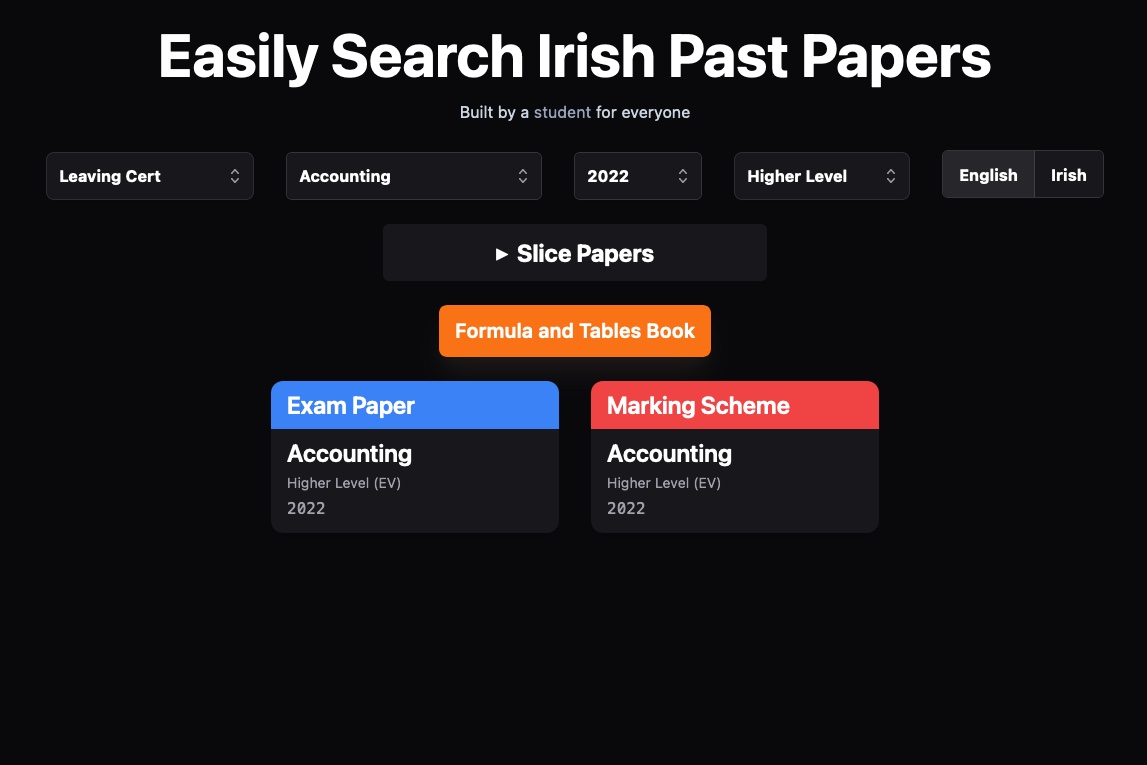 Easily Search Irish Past Papers
Built by a student for everyone
Leaving Cert
Accounting
2022
Higher Level
English
Irish
► Slice Papers
Formula and Tables Book
Exam Paper
Accounting
Higher Level (EV)
2022
Marking Scheme
Accounting
Higher Level (EV)
2022